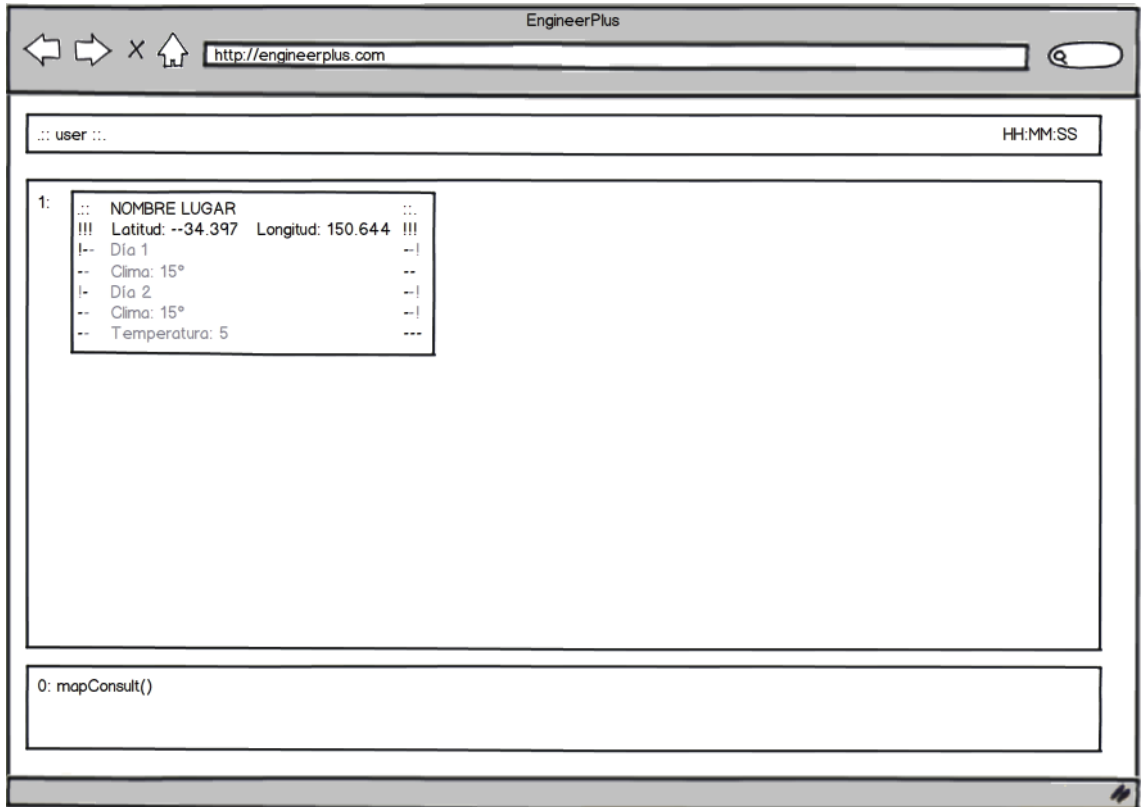 EngineerPlus
http://engineerplus.com
.:: user ::.
HH:MM:SS
1:
.:: NOMBRE LUGAR ::.
!!! Latitud: --34.397 Longitud: 150.644 !!!
!-- Día 1 --!
-- Clima: 15° --
!- Día 2 --!
-- Clima: 15° --!
-- Temperatura: 5 ---
0: mapConsult()